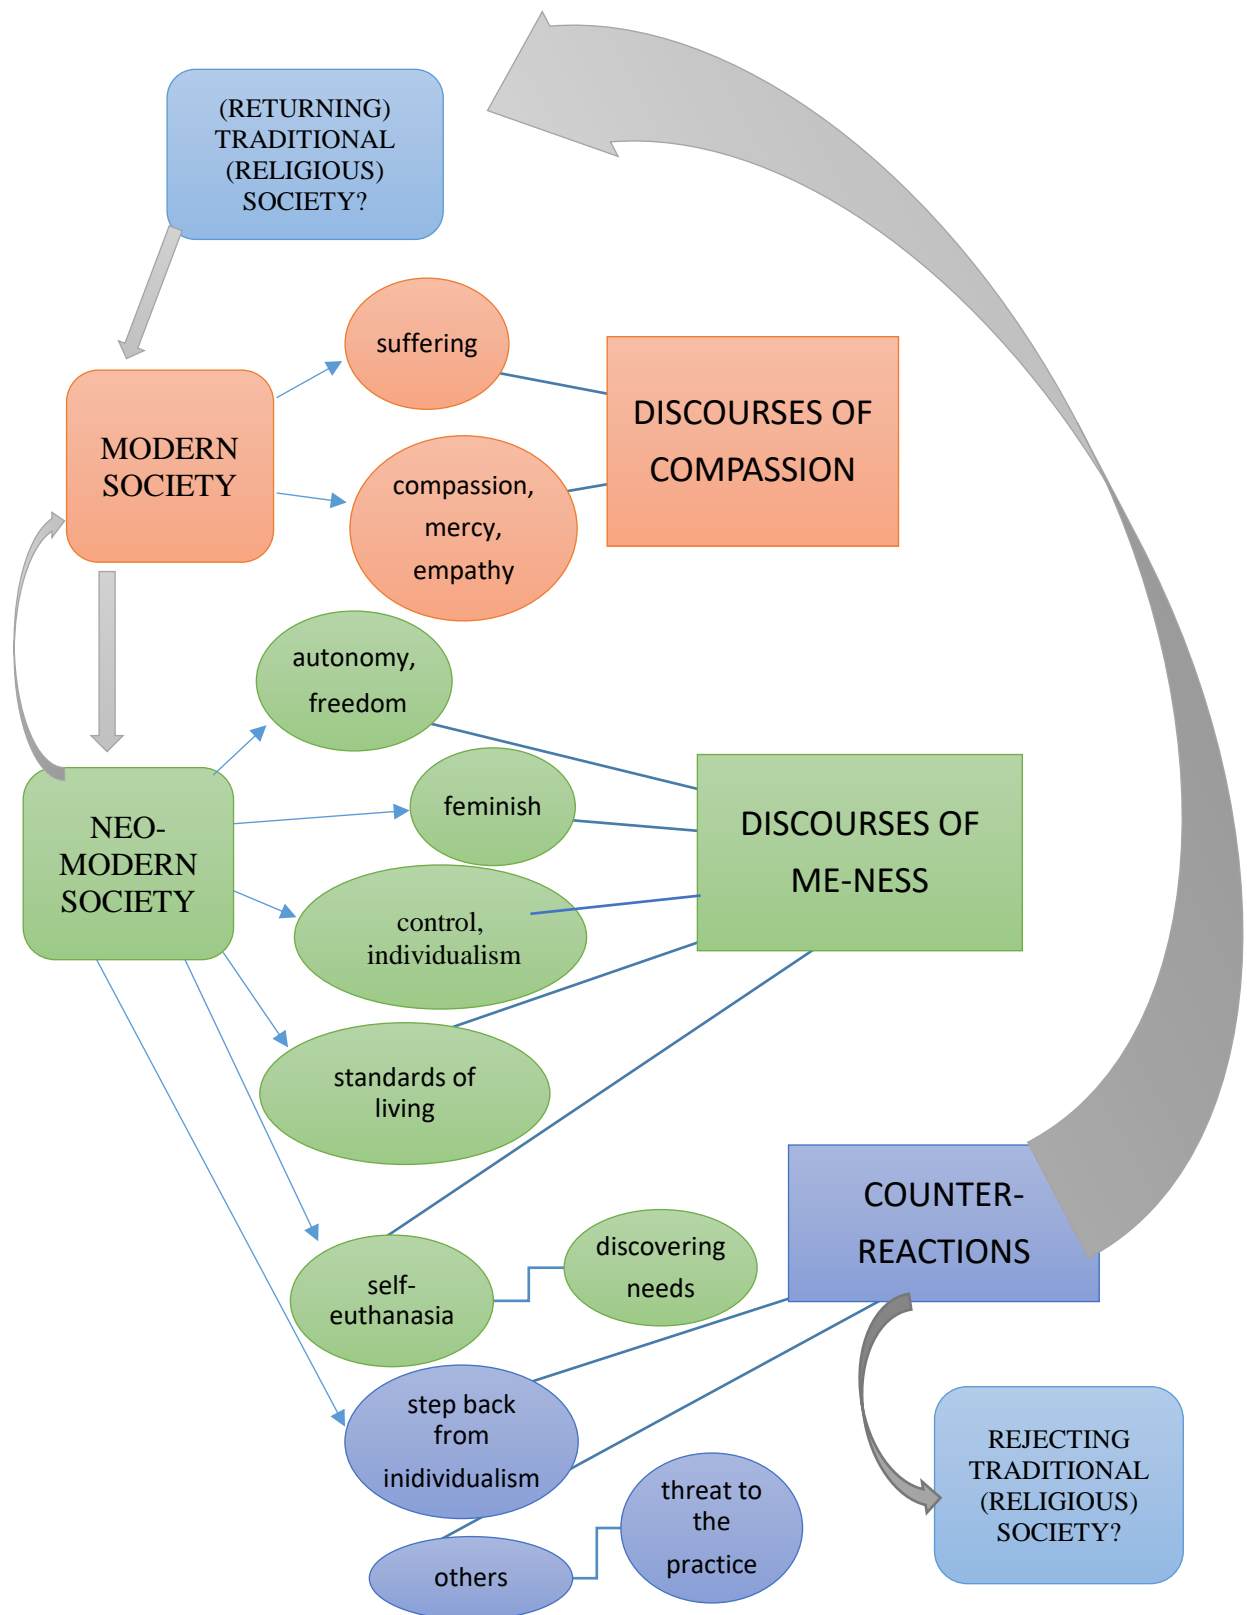 (RETURNING)
TRADITIONAL
(RELIGIOUS)
SOCIETY?
suffering
DISCOURSES OF
COMPASSION
MODERN
SOCIETY
compassion,
mercy,
empathy
autonomy,
freedom
feminish
DISCOURSES OF
ME-NESS
NEO-
MODERN
SOCIETY
control,
individualism
standards of
living
COUNTER-
REACTIONS
discovering
needs
self-
euthanasia
step back
from
inidividualism
REJECTING
TRADITIONAL
(RELIGIOUS)
SOCIETY?
threat to
the
practice
others